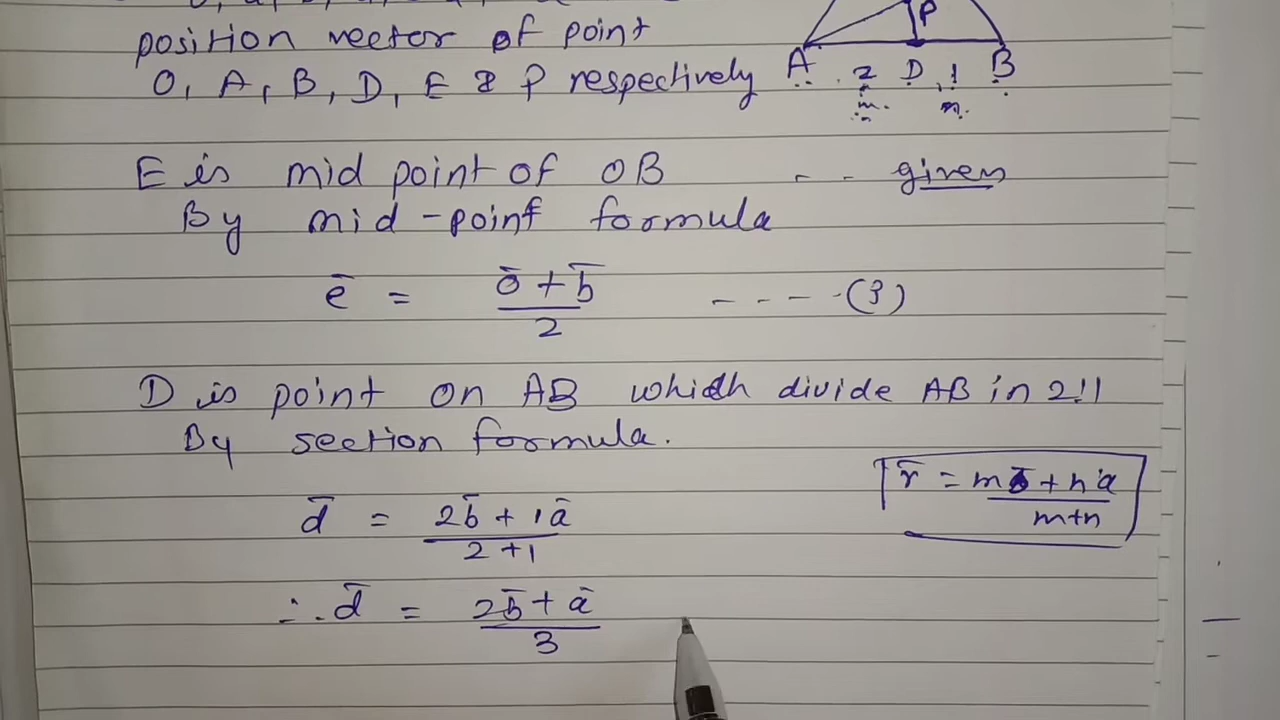 position vector of point
O, A, B, D, E & P respectively
P
A 2 D 1 B
m. n.
E is mid point of OB - - given
By mid-point formula
ē = ō + b̄ / 2 - - - - (3)
D is point on AB which divide AB in 2:1
By section formula.
r̄ = mb̄ + nā / m+n
d̄ = 2b̄ + 1ā / 2+1
∴ d̄ = 2b̄ + ā / 3